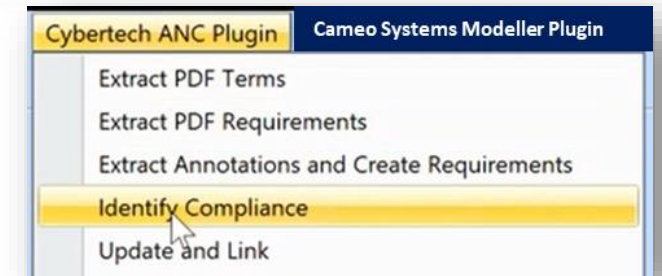 Cybertech ANC Plugin Cameo Systems Modeller Plugin
Extract PDF Terms
Extract PDF Requirements
Extract Annotations and Create Requirements
Identify Compliance
Update and Link